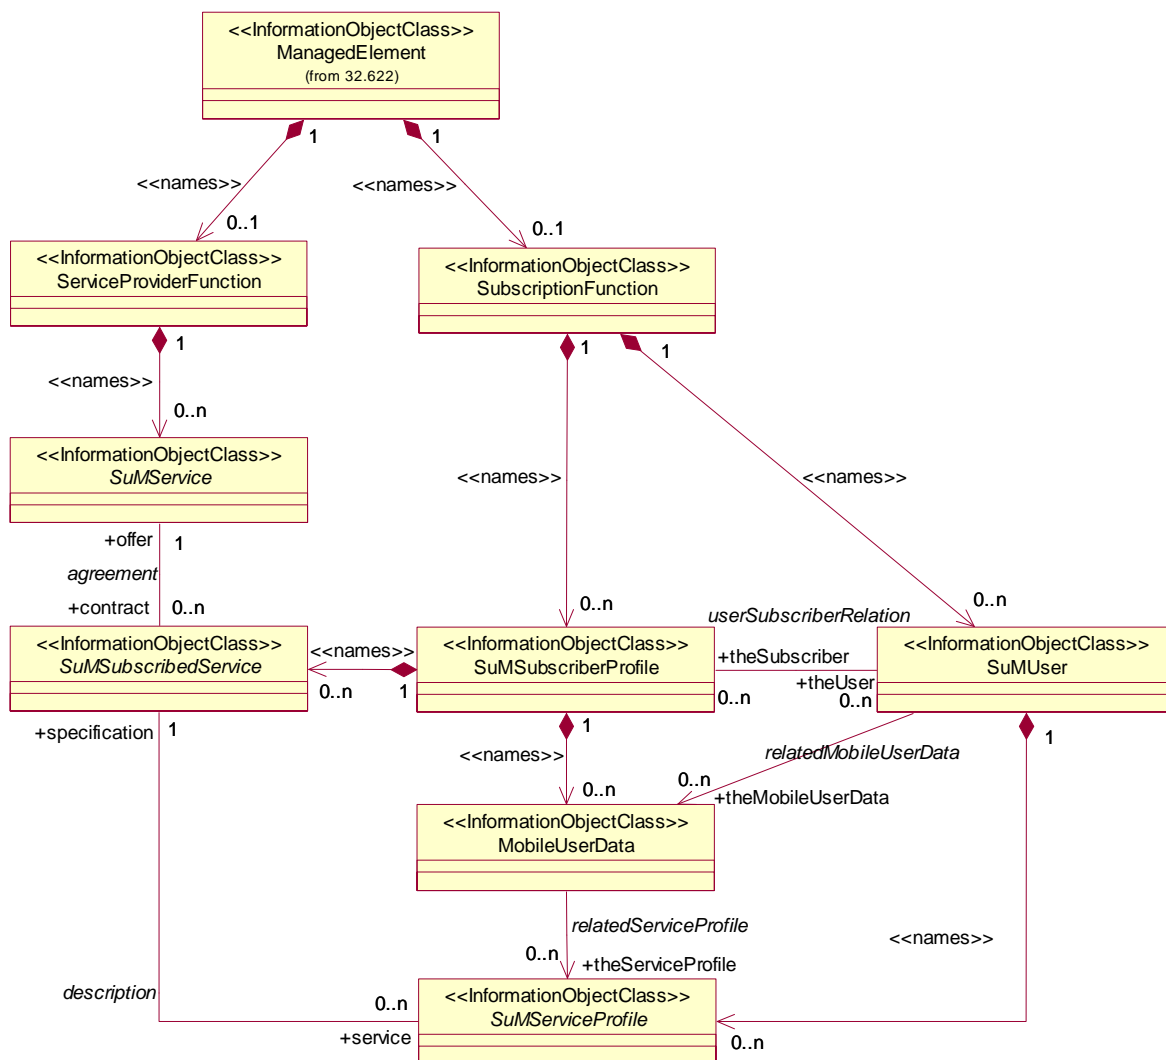 <<InformationObjectClass>>
ManagedElement
(from 32.622)
1
1
<<names>>
<<names>>
0..1
0..1
<<InformationObjectClass>>
ServiceProviderFunction
<<InformationObjectClass>>
SubscriptionFunction
1
1
1
<<names>>
0..n
<<InformationObjectClass>>
SuMService
<<names>>
<<names>>
+offer
1
agreement
+contract
0..n
0..n
0..n
userSubscriberRelation
<<InformationObjectClass>>
SuMSubscribedService
<<names>>
0..n
1
<<InformationObjectClass>>
SuMSubscriberProfile
+theSubscriber
0..n
+theUser
0..n
<<InformationObjectClass>>
SuMUser
+specification
1
1
1
<<names>>
relatedMobileUserData
0..n
0..n
+theMobileUserData
<<InformationObjectClass>>
MobileUserData
relatedServiceProfile
<<names>>
0..n
+theServiceProfile
description
0..n
+service
<<InformationObjectClass>>
SuMServiceProfile
0..n